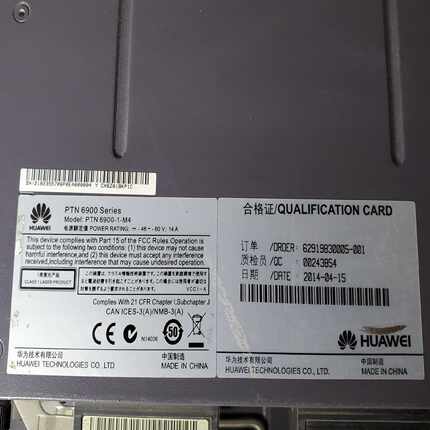 HUAWEI
PTN 6900 Series
Model: PTN 6900-1-M4
电源额定值 POWER RATING: ⎓ -48 - -60 V; 14 A
This device complies with Part 15 of the FCC Rules.Operation is
subject to the following two conditions: (1) this device may not cause
harmful interference,and (2) this device must accept any interference
received,including interference that may cause undesired operation.
CLASS 1 LASER PRODUCT
VCCI-A
Complies With 21 CFR Chapter I,Subchapter J
CAN ICES-3(A)/NMB-3(A)
CE
N14036
50
华为技术有限公司 中国制造
HUAWEI TECHNOLOGIES CO., LTD. MADE IN CHINA
合格证/QUALIFICATION CARD
订单 /ORDER: 62919830005-001
质检员/QC : 00243854
日期 /DATE : 2014-04-15
HUAWEI
华为技术有限公司 中国制造
HUAWEI TECHNOLOGIES CO., LTD. MADE IN CHINA